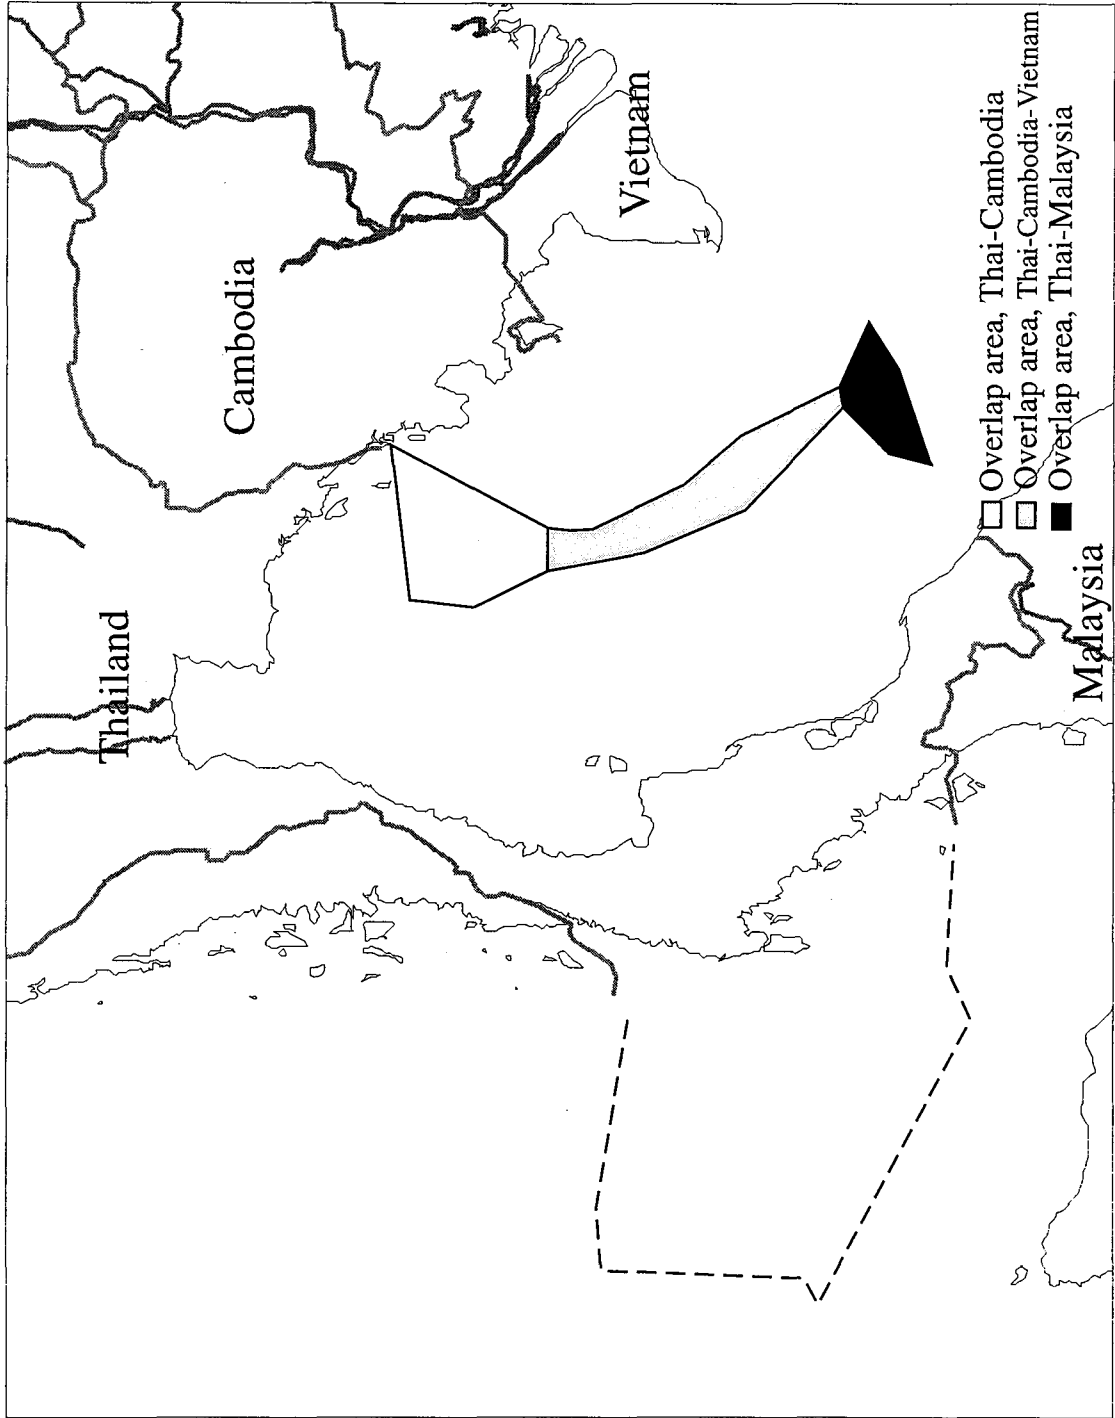 Thailand
Cambodia
Vietnam
Malaysia
Overlap area, Thai-Cambodia
Overlap area, Thai-Cambodia-Vietnam
Overlap area, Thai-Malaysia